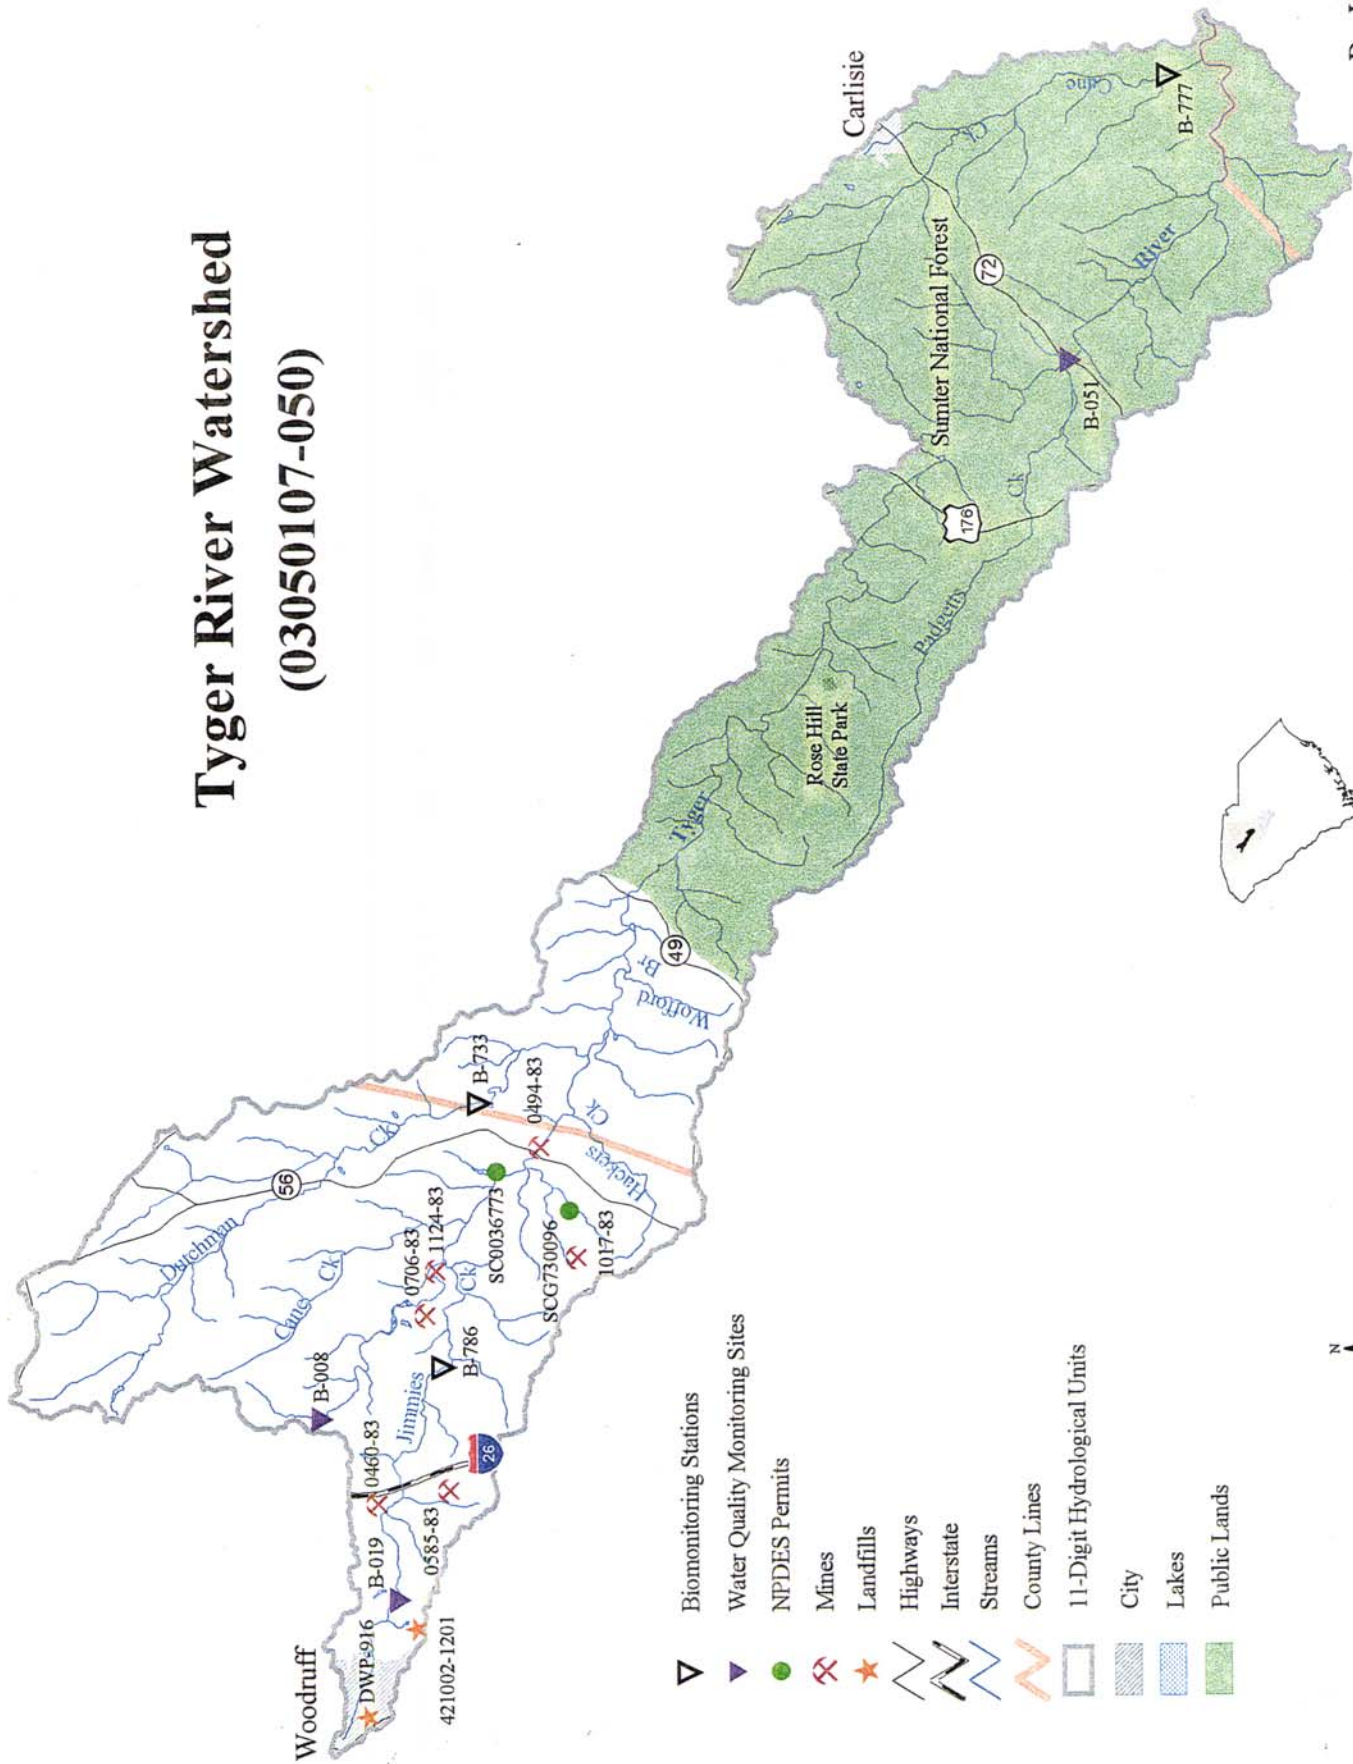 Tyger River Watershed
(03050107-050)
Woodruff
DWP-916
421002-1201
B-019
0585-83
0460-83
26
Jimmies
Ck
B-008
B-786
0706-83
1124-83
Cane
Ck
Dutchman
Ck
56
SC0036773
SCG730096
1017-83
0494-83
B-733
Hackers
Ck
Wofford
Br
49
Tyger
River
Rose Hill
State Park
Padgetts
Ck
176
Sumter National Forest
72
B-051
Carlisie
Cane
Ck
B-777
Biomonitoring Stations
Water Quality Monitoring Sites
NPDES Permits
Mines
Landfills
Highways
Interstate
Streams
County Lines
11-Digit Hydrological Units
City
Lakes
Public Lands
N